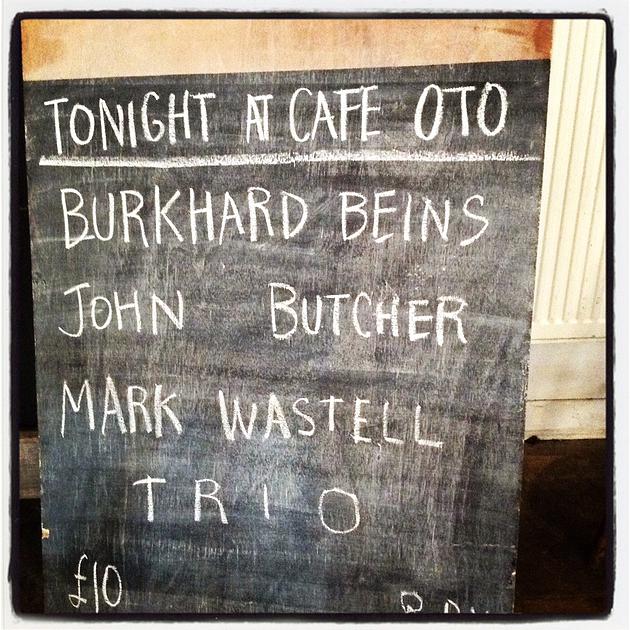 TONIGHT AT CAFE OTO
BURKHARD BEINS
JOHN BUTCHER
MARK WASTELL
TRIO
£10